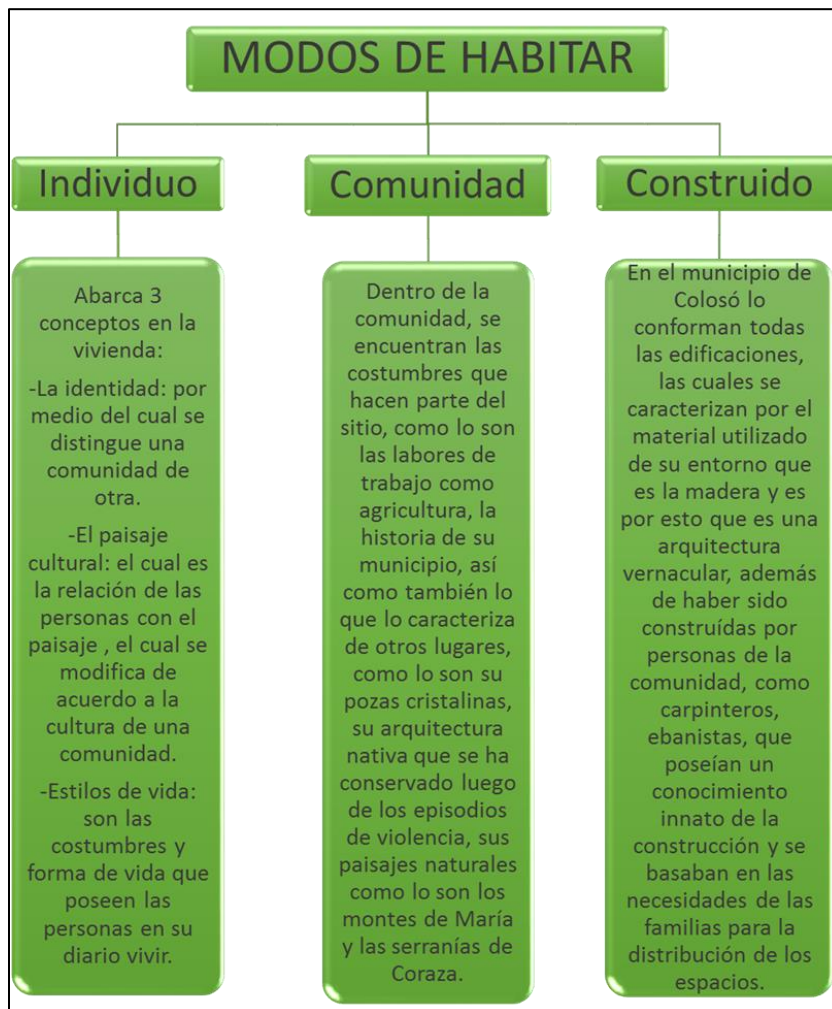 MODOS DE HABITAR
Individuo
Abarca 3
conceptos en la
vivienda:
-La identidad: por
medio del cual se
distingue una
comunidad de
otra.
-El paisaje
cultural: el cual es
la relación de las
personas con el
paisaje , el cual se
modifica de
acuerdo a la
cultura de una
comunidad.
-Estilos de vida:
son las
costumbres y
forma de vida que
poseen las
personas en su
diario vivir.
Comunidad
Dentro de la
comunidad, se
encuentran las
costumbres que
hacen parte del
sitio, como lo son
las labores de
trabajo como
agricultura, la
historia de su
municipio, así
como también lo
que lo caracteriza
de otros lugares,
como lo son su
pozas cristalinas,
su arquitectura
nativa que se ha
conservado luego
de los episodios
de violencia, sus
paisajes naturales
como lo son los
montes de María
y las serranías de
Coraza.
Construido
En el municipio de
Colosó lo
conforman todas
las edificaciones,
las cuales se
caracterizan por el
material utilizado
de su entorno que
es la madera y es
por esto que es una
arquitectura
vernacular, además
de haber sido
construídas por
personas de la
comunidad, como
carpinteros,
ebanistas, que
poseían un
conocimiento
innato de la
construcción y se
basaban en las
necesidades de las
familias para la
distribución de los
espacios.